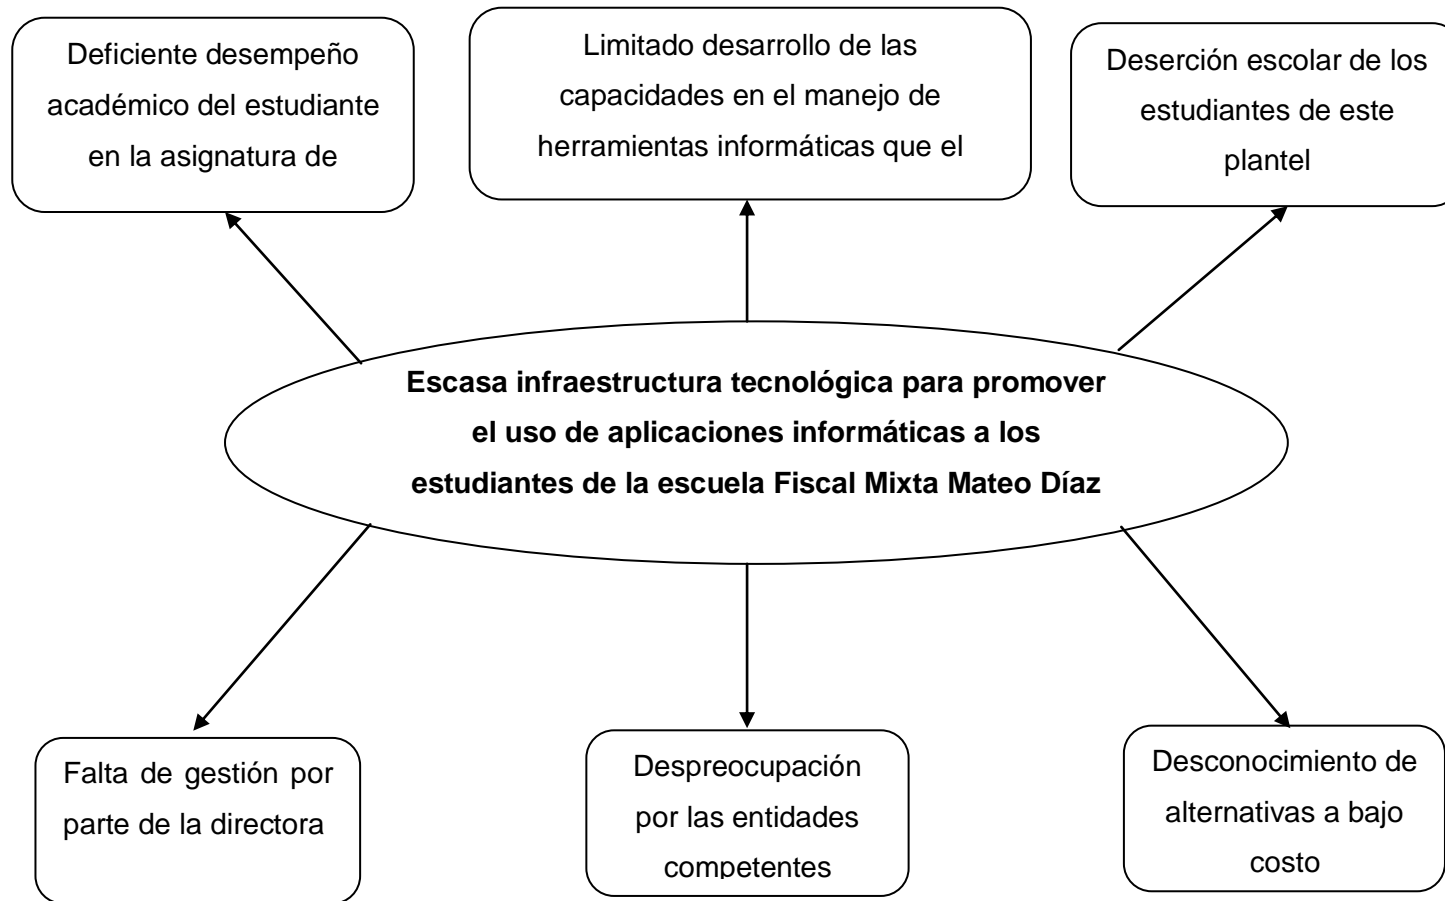 Deficiente desempeño
académico del estudiante
en la asignatura de
Limitado desarrollo de las
capacidades en el manejo de
herramientas informáticas que el
Deserción escolar de los
estudiantes de este
plantel
Escasa infraestructura tecnológica para promover
el uso de aplicaciones informáticas a los
estudiantes de la escuela Fiscal Mixta Mateo Díaz
Falta de gestión por
parte de la directora
Despreocupación
por las entidades
competentes
Desconocimiento de
alternativas a bajo
costo